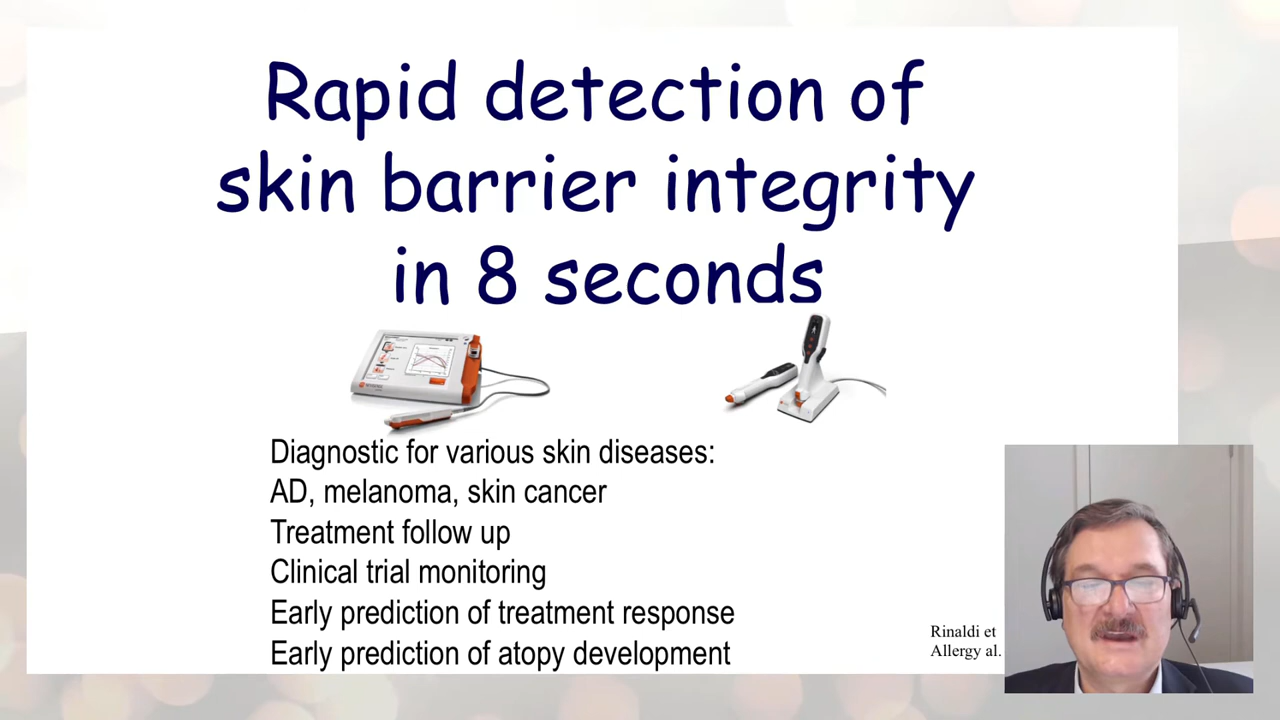 Rapid detection of
skin barrier integrity
in 8 seconds
Diagnostic for various skin diseases:
AD, melanoma, skin cancer
Treatment follow up
Clinical trial monitoring
Early prediction of treatment response
Early prediction of atopy development
Rinaldi et
Allergy al.